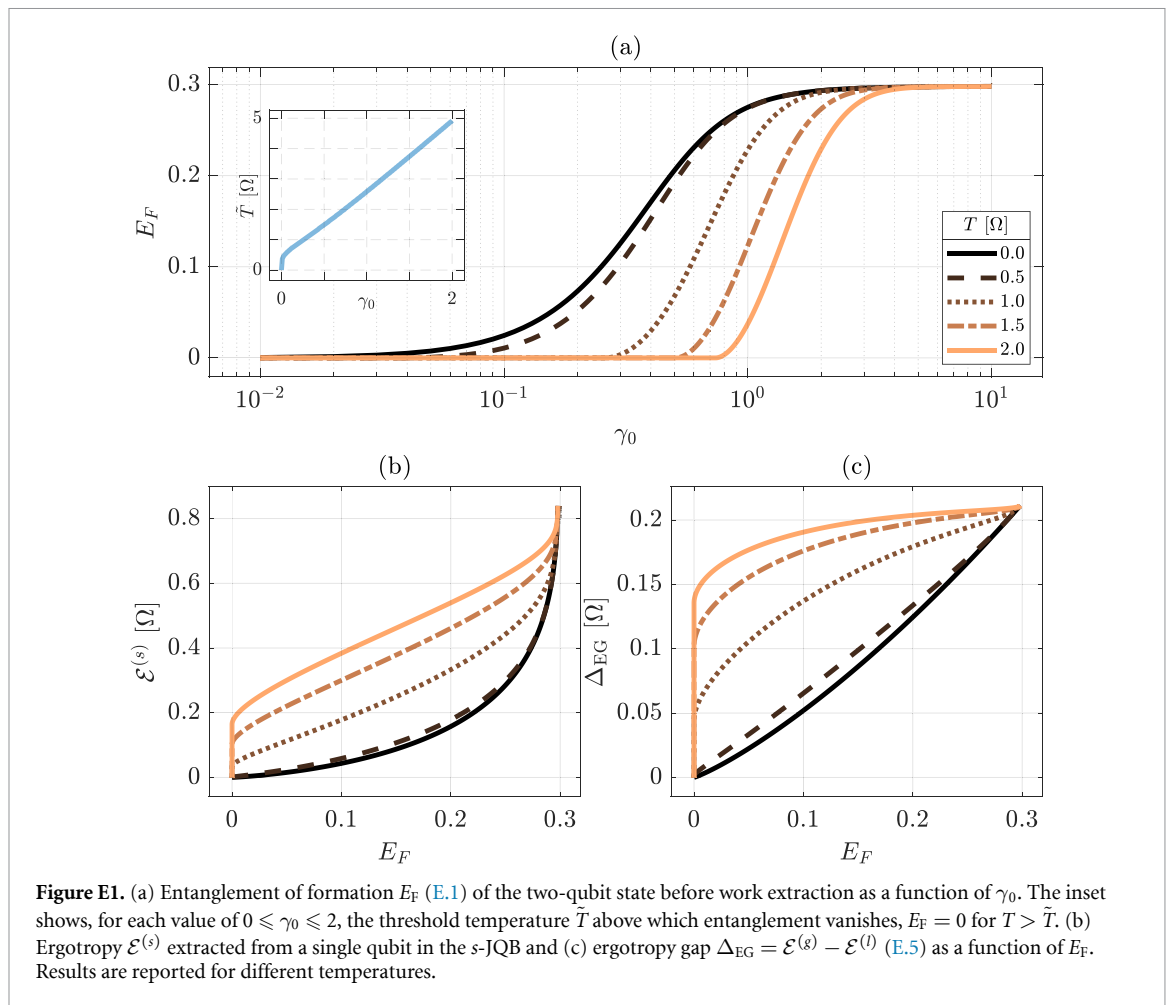 (a)
0.3
0.2
0.1
0
E_F
10^{-2}
10^{-1}
10^0
10^1
γ_0
5
0
T̃ [Ω]
0
γ_0
2
T [Ω]
0.0
0.5
1.0
1.5
2.0
(b)
0.8
0.6
0.4
0.2
0
𝓔^{(s)} [Ω]
0
0.1
0.2
0.3
E_F
(c)
0.2
0.15
0.1
0.05
0
Δ_{EG} [Ω]
0
0.1
0.2
0.3
E_F
Figure E1. (a) Entanglement of formation E_F (E.1) of the two-qubit state before work extraction as a function of γ_0. The inset
shows, for each value of 0 ⩽ γ_0 ⩽ 2, the threshold temperature T̃ above which entanglement vanishes, E_F = 0 for T > T̃. (b)
Ergotropy 𝓔^{(s)} extracted from a single qubit in the s-JQB and (c) ergotropy gap Δ_{EG} = 𝓔^{(g)} − 𝓔^{(l)} (E.5) as a function of E_F.
Results are reported for different temperatures.